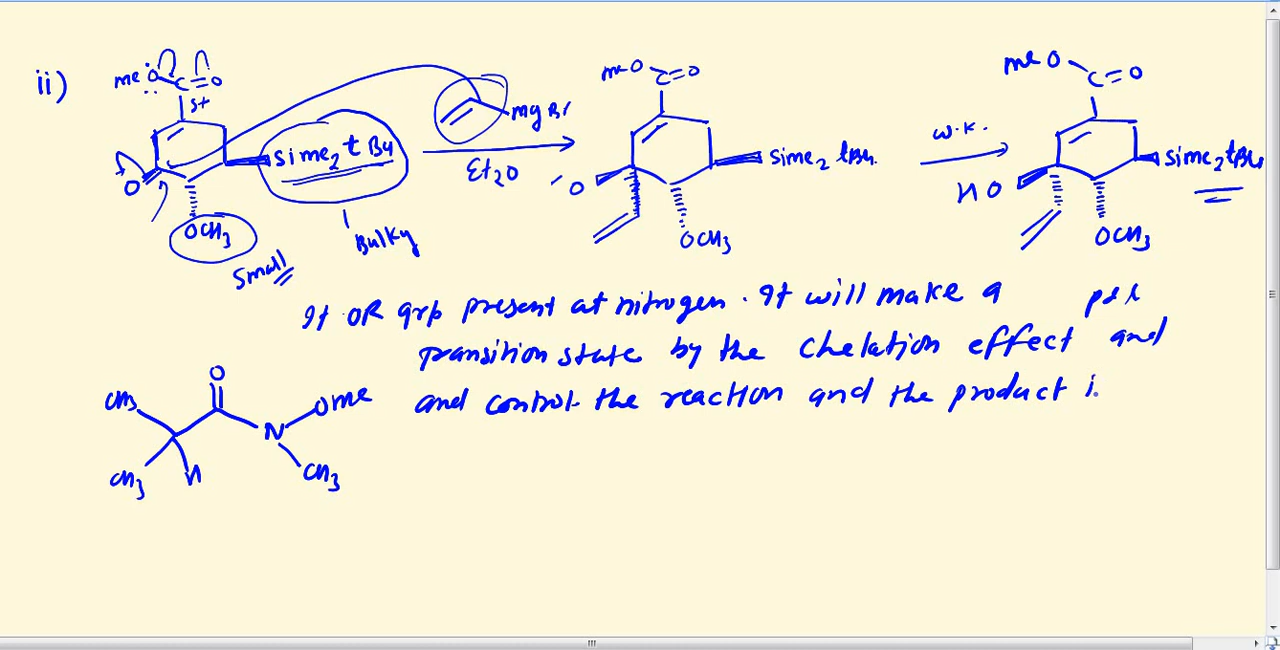 ii)
meO C=O
δ+
O
OCH3
Small
Sime2 t Bu
Bulky
mgBr
Et2O
meO C=O
O
Sime2 tBu.
OCH3
w.k.
meO C=O
HO
Sime2tBu
OCH3
If OR grp present at nitrogen. It will make a
transition state by the chelation effect and
and control the reaction and the product i.
O
CH3
OMe
N
CH3
H
CH3